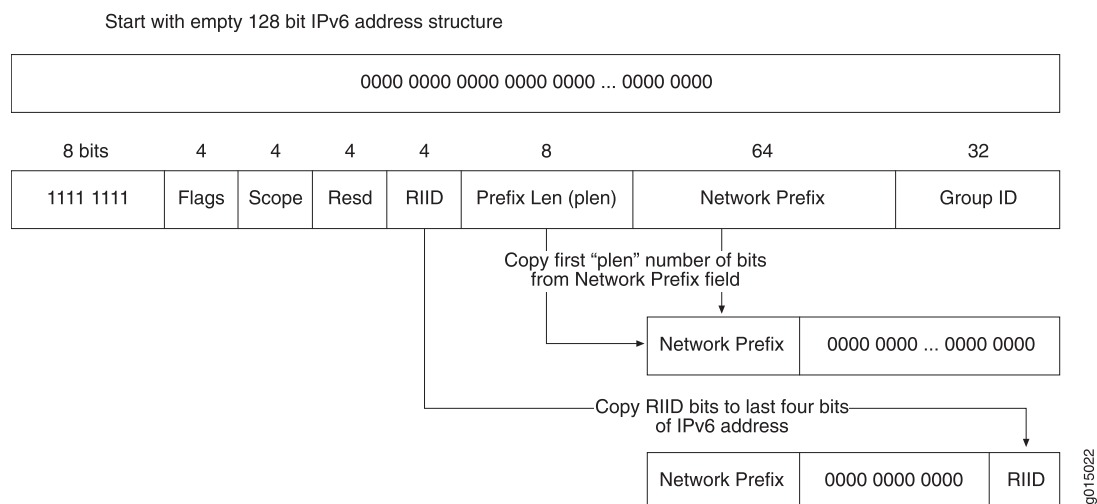 Start with empty 128 bit IPv6 address structure
0000 0000 0000 0000 0000 ... 0000 0000
8 bits 4 4 4 4 8 64 32
1111 1111 Flags Scope Resd RIID Prefix Len (plen) Network Prefix Group ID
Copy first “plen” number of bits
from Network Prefix field
Network Prefix 0000 0000 ... 0000 0000
Copy RIID bits to last four bits
of IPv6 address
Network Prefix 0000 0000 0000 RIID
g015022